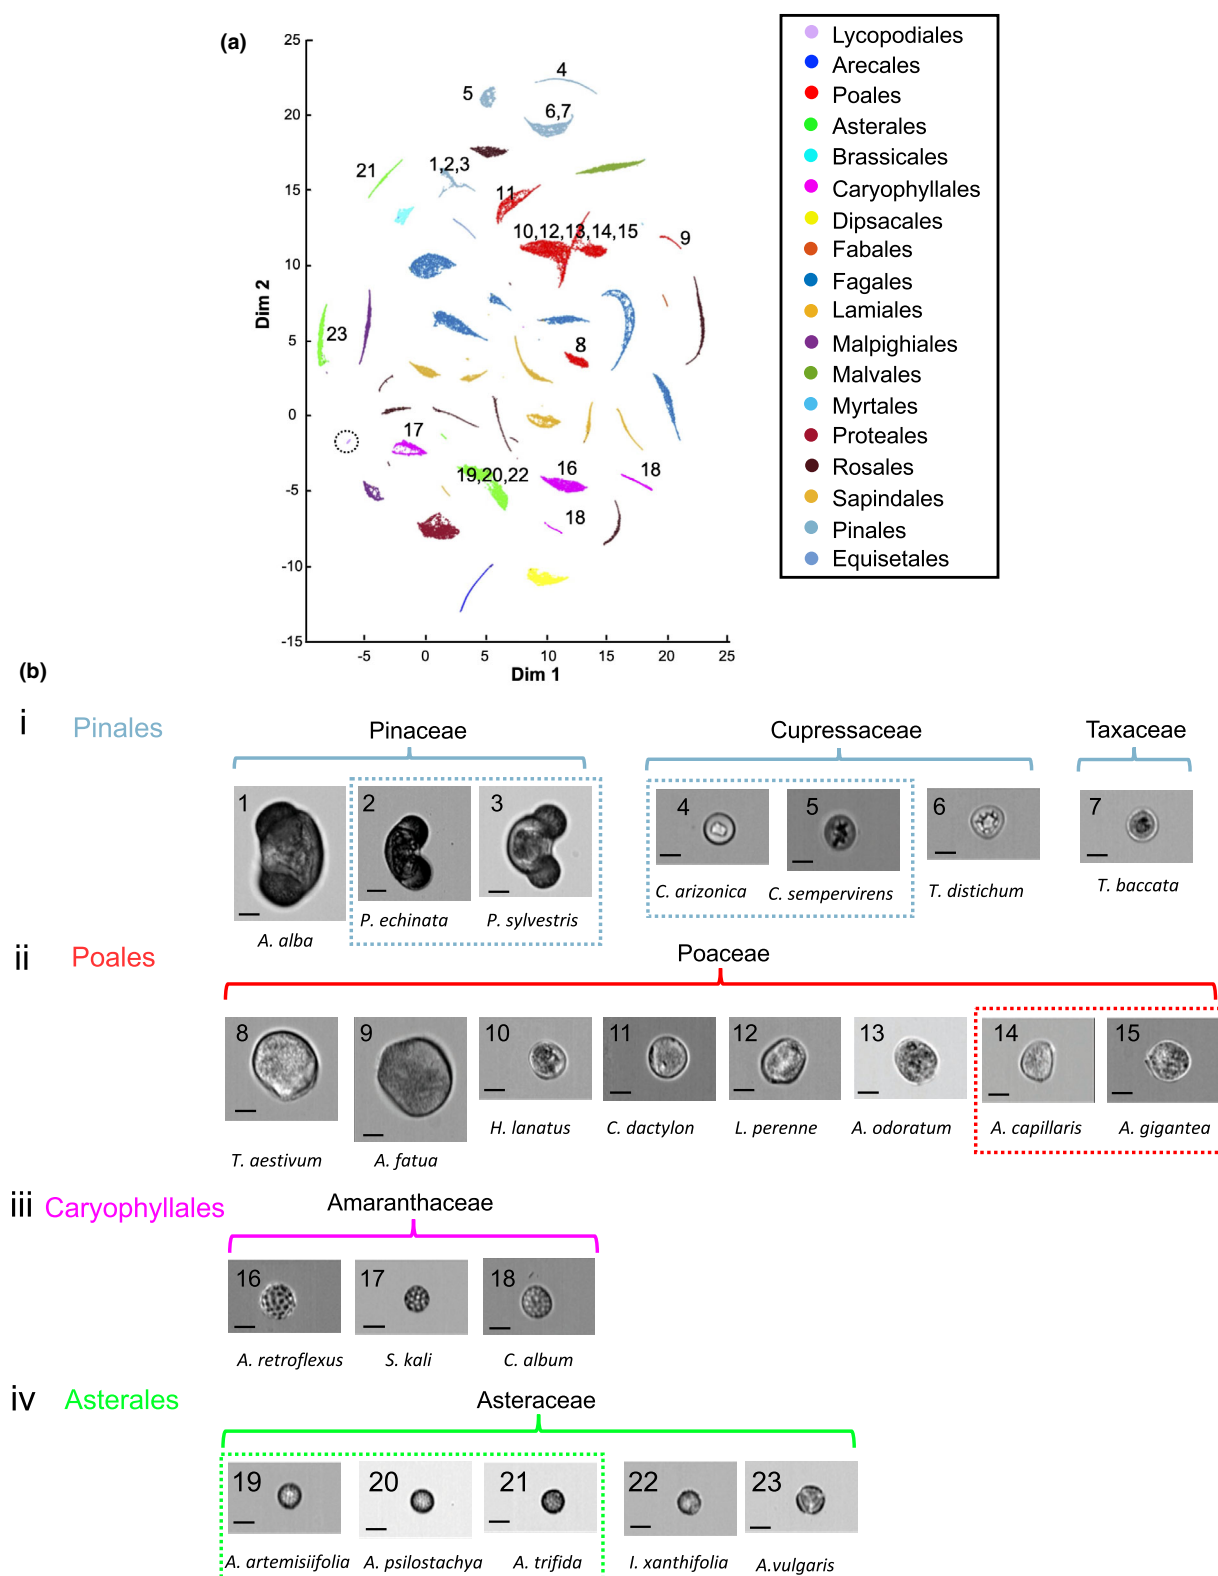 (a)
25
20
15
10
5
0
-5
-10
-15
Dim 2
-5
0
5
10
15
20
25
Dim 1
4
5
6,7
1,2,3
21
11
10,12,13,14,15
9
23
8
17
19,20,22
16
18
18
Lycopodiales
Arecales
Poales
Asterales
Brassicales
Caryophyllales
Dipsacales
Fabales
Fagales
Lamiales
Malpighiales
Malvales
Myrtales
Proteales
Rosales
Sapindales
Pinales
Equisetales
(b)
i Pinales
Pinaceae
Cupressaceae
Taxaceae
1
2
3
4
5
6
7
A. alba
P. echinata
P. sylvestris
C. arizonica
C. sempervirens
T. distichum
T. baccata
ii Poales
Poaceae
8
9
10
11
12
13
14
15
T. aestivum
A. fatua
H. lanatus
C. dactylon
L. perenne
A. odoratum
A. capillaris
A. gigantea
iii Caryophyllales
Amaranthaceae
16
17
18
A. retroflexus
S. kali
C. album
iv Asterales
Asteraceae
19
20
21
22
23
A. artemisiifolia
A. psilostachya
A. trifida
I. xanthifolia
A.vulgaris